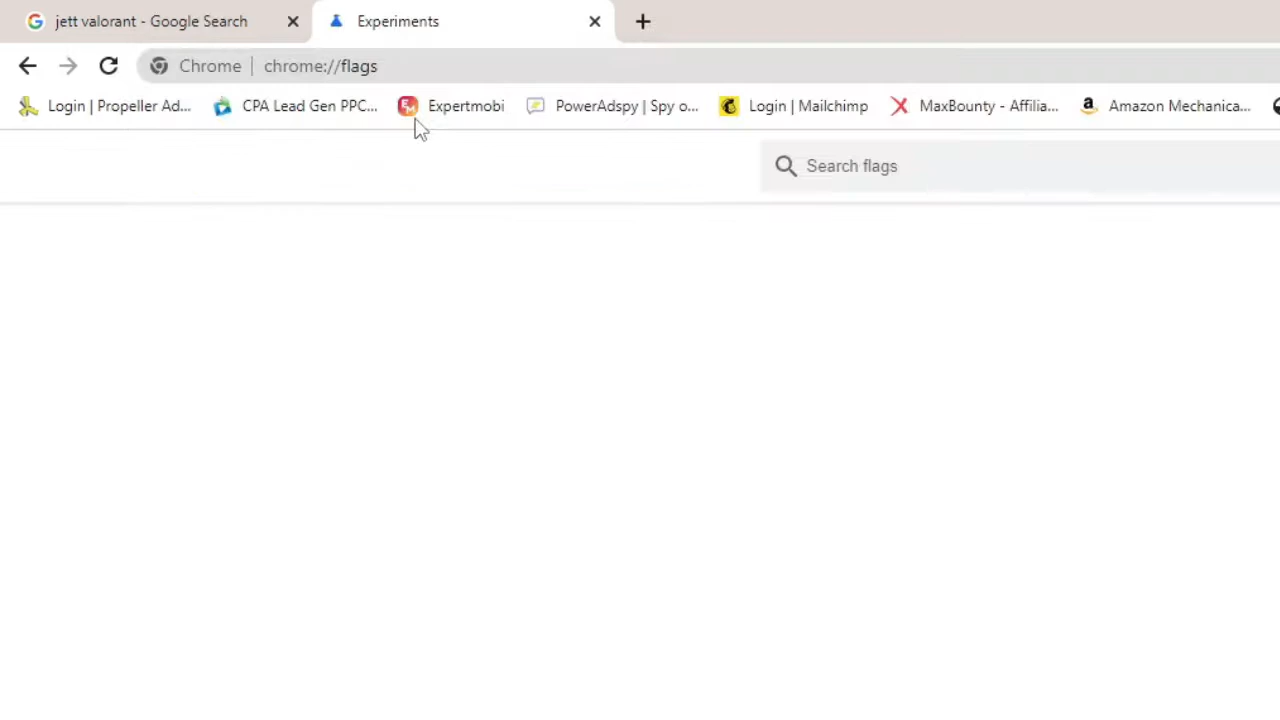 jett valorant - Google Search
Experiments
Chrome | chrome://flags
Login | Propeller Ad... CPA Lead Gen PPC... Expertmobi PowerAdspy | Spy o... Login | Mailchimp MaxBounty - Affilia... Amazon Mechanica...
Search flags